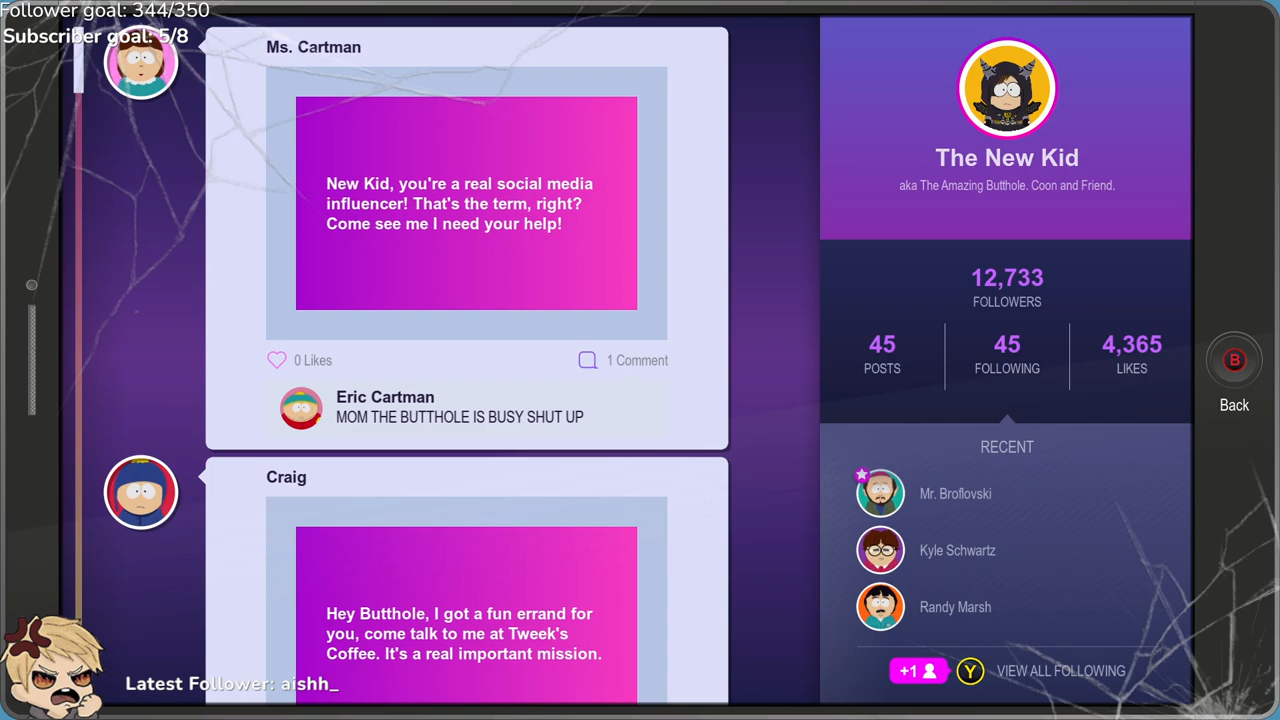 Follower goal: 344/350
Subscriber goal: 5/8
Ms. Cartman
New Kid, you're a real social media
influencer! That's the term, right?
Come see me I need your help!
0 Likes
1 Comment
Eric Cartman
MOM THE BUTTHOLE IS BUSY SHUT UP
Craig
Hey Butthole, I got a fun errand for
you, come talk to me at Tweek's
Coffee. It's a real important mission.
Latest Follower: aishh_
The New Kid
aka The Amazing Butthole. Coon and Friend.
12,733
FOLLOWERS
45
POSTS
45
FOLLOWING
4,365
LIKES
RECENT
Mr. Broflovski
Kyle Schwartz
Randy Marsh
+1
Y
VIEW ALL FOLLOWING
B
Back